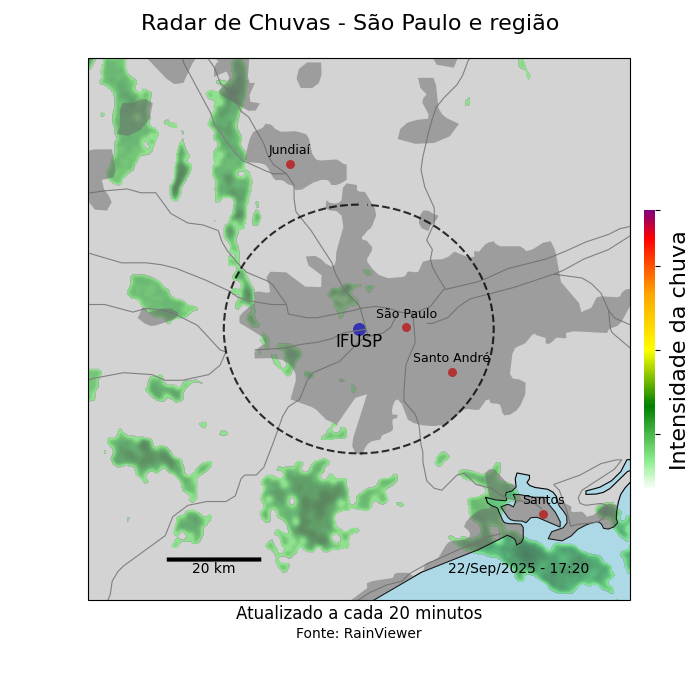 Radar de Chuvas - São Paulo e região
Jundiaí
São Paulo
IFUSP
Santo André
Santos
20 km
22/Sep/2025 - 17:20
Intensidade da chuva
Atualizado a cada 20 minutos
Fonte: RainViewer